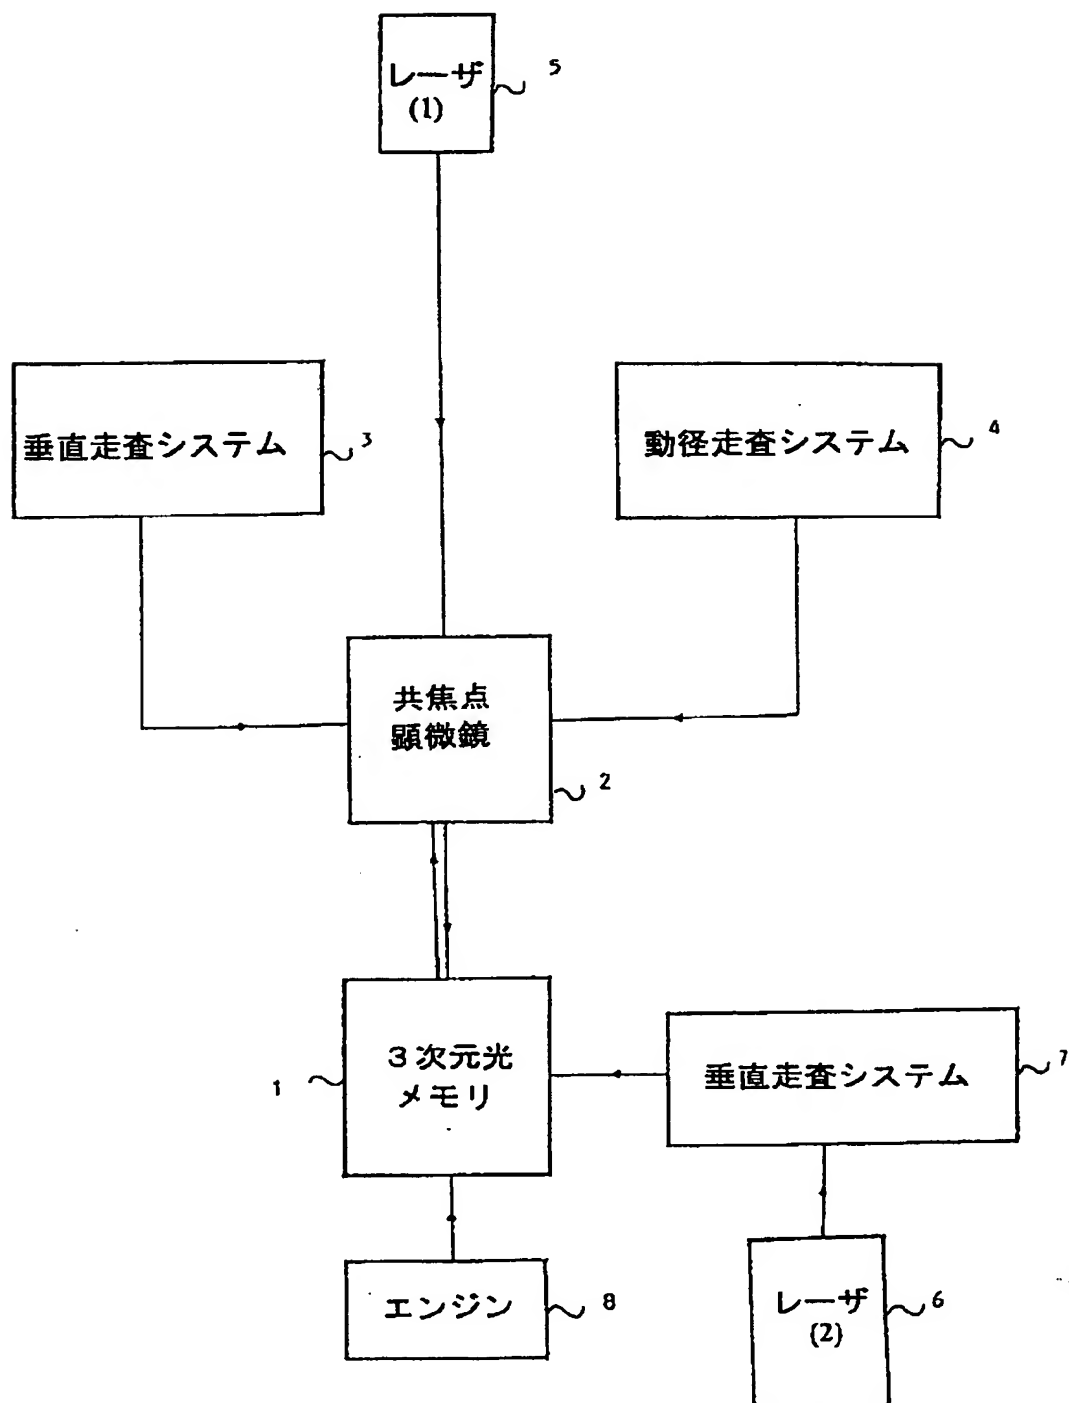 レーザ
(1)
5
垂直走査システム
3
動径走査システム
4
共焦点
顕微鏡
2
3次元光
メモリ
1
垂直走査システム
7
エンジン
8
レーザ
(2)
6